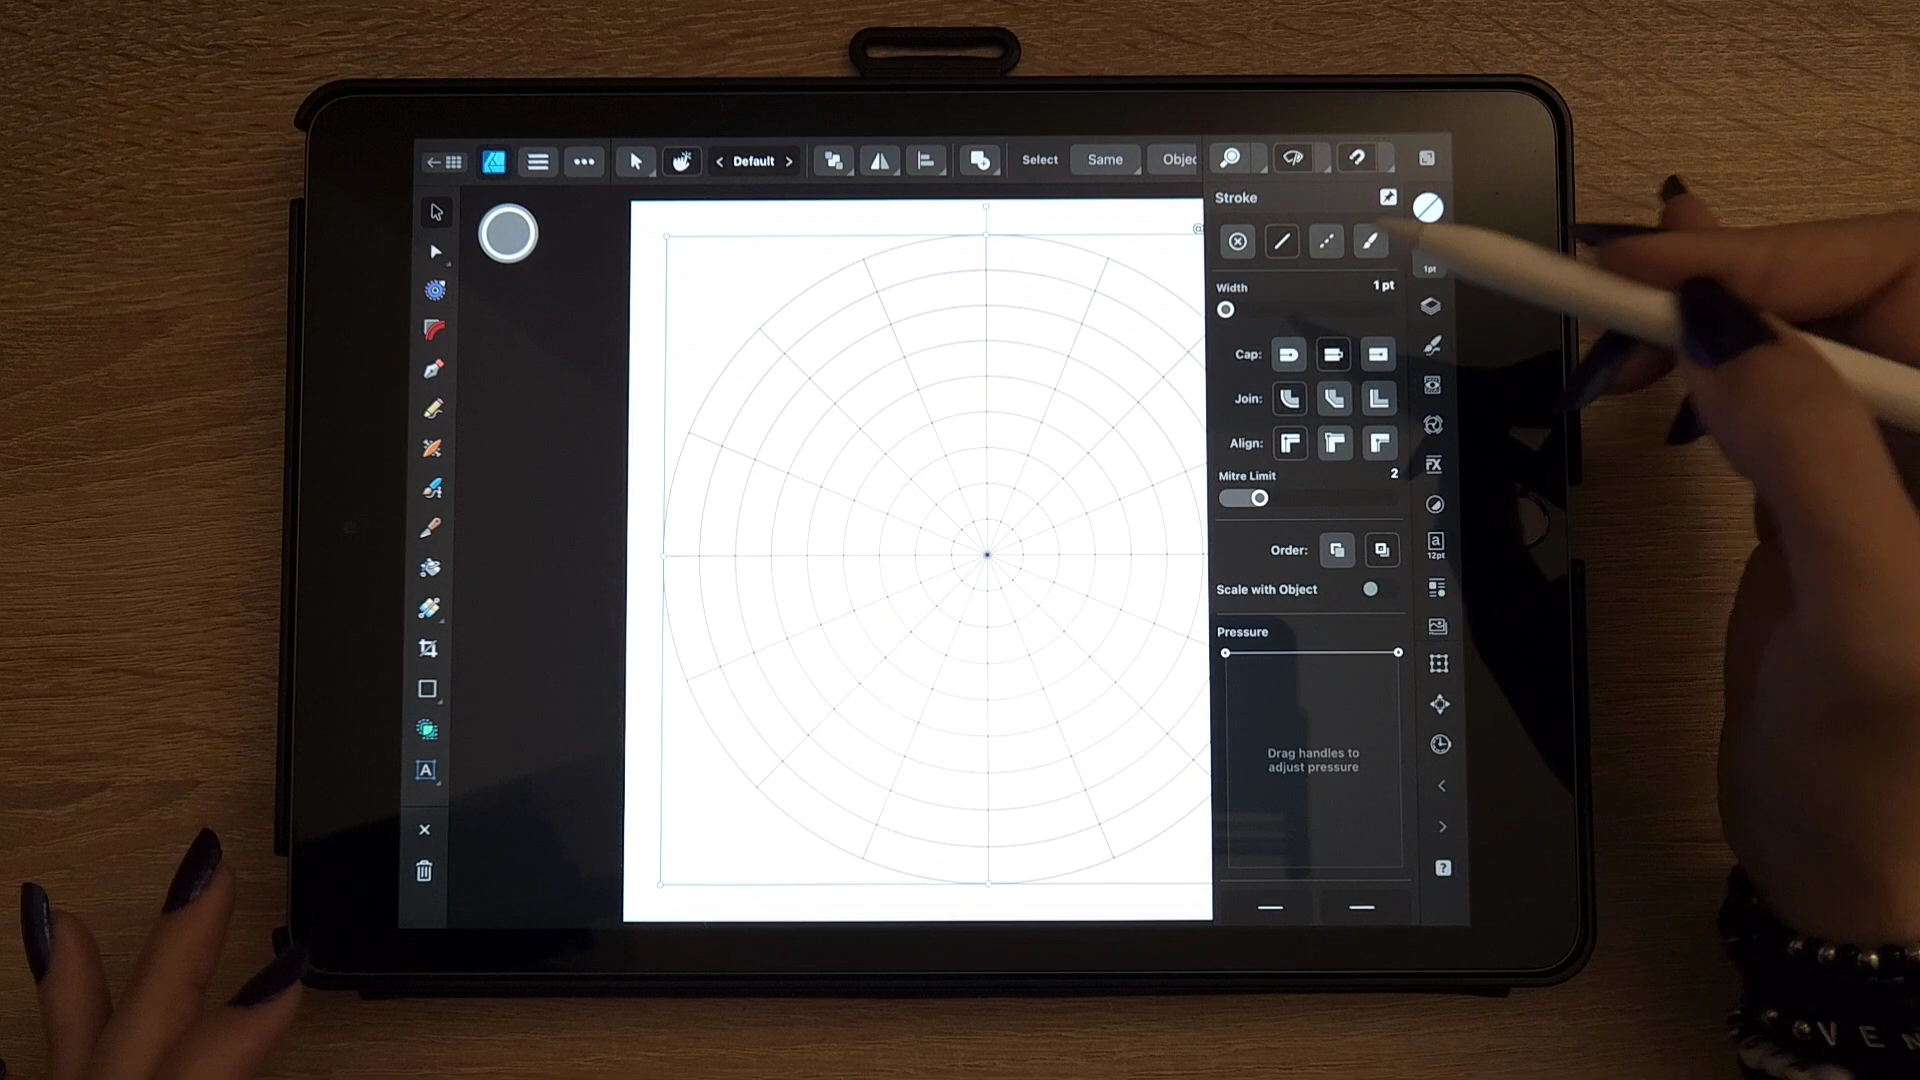 Default
Select
Same
Objec
Stroke
1pt
Width
1 pt
Cap:
Join:
Align:
Mitre Limit
2
FX
a
12pt
Order:
Scale with Object
Pressure
Drag handles to
adjust pressure
A
?
VEN